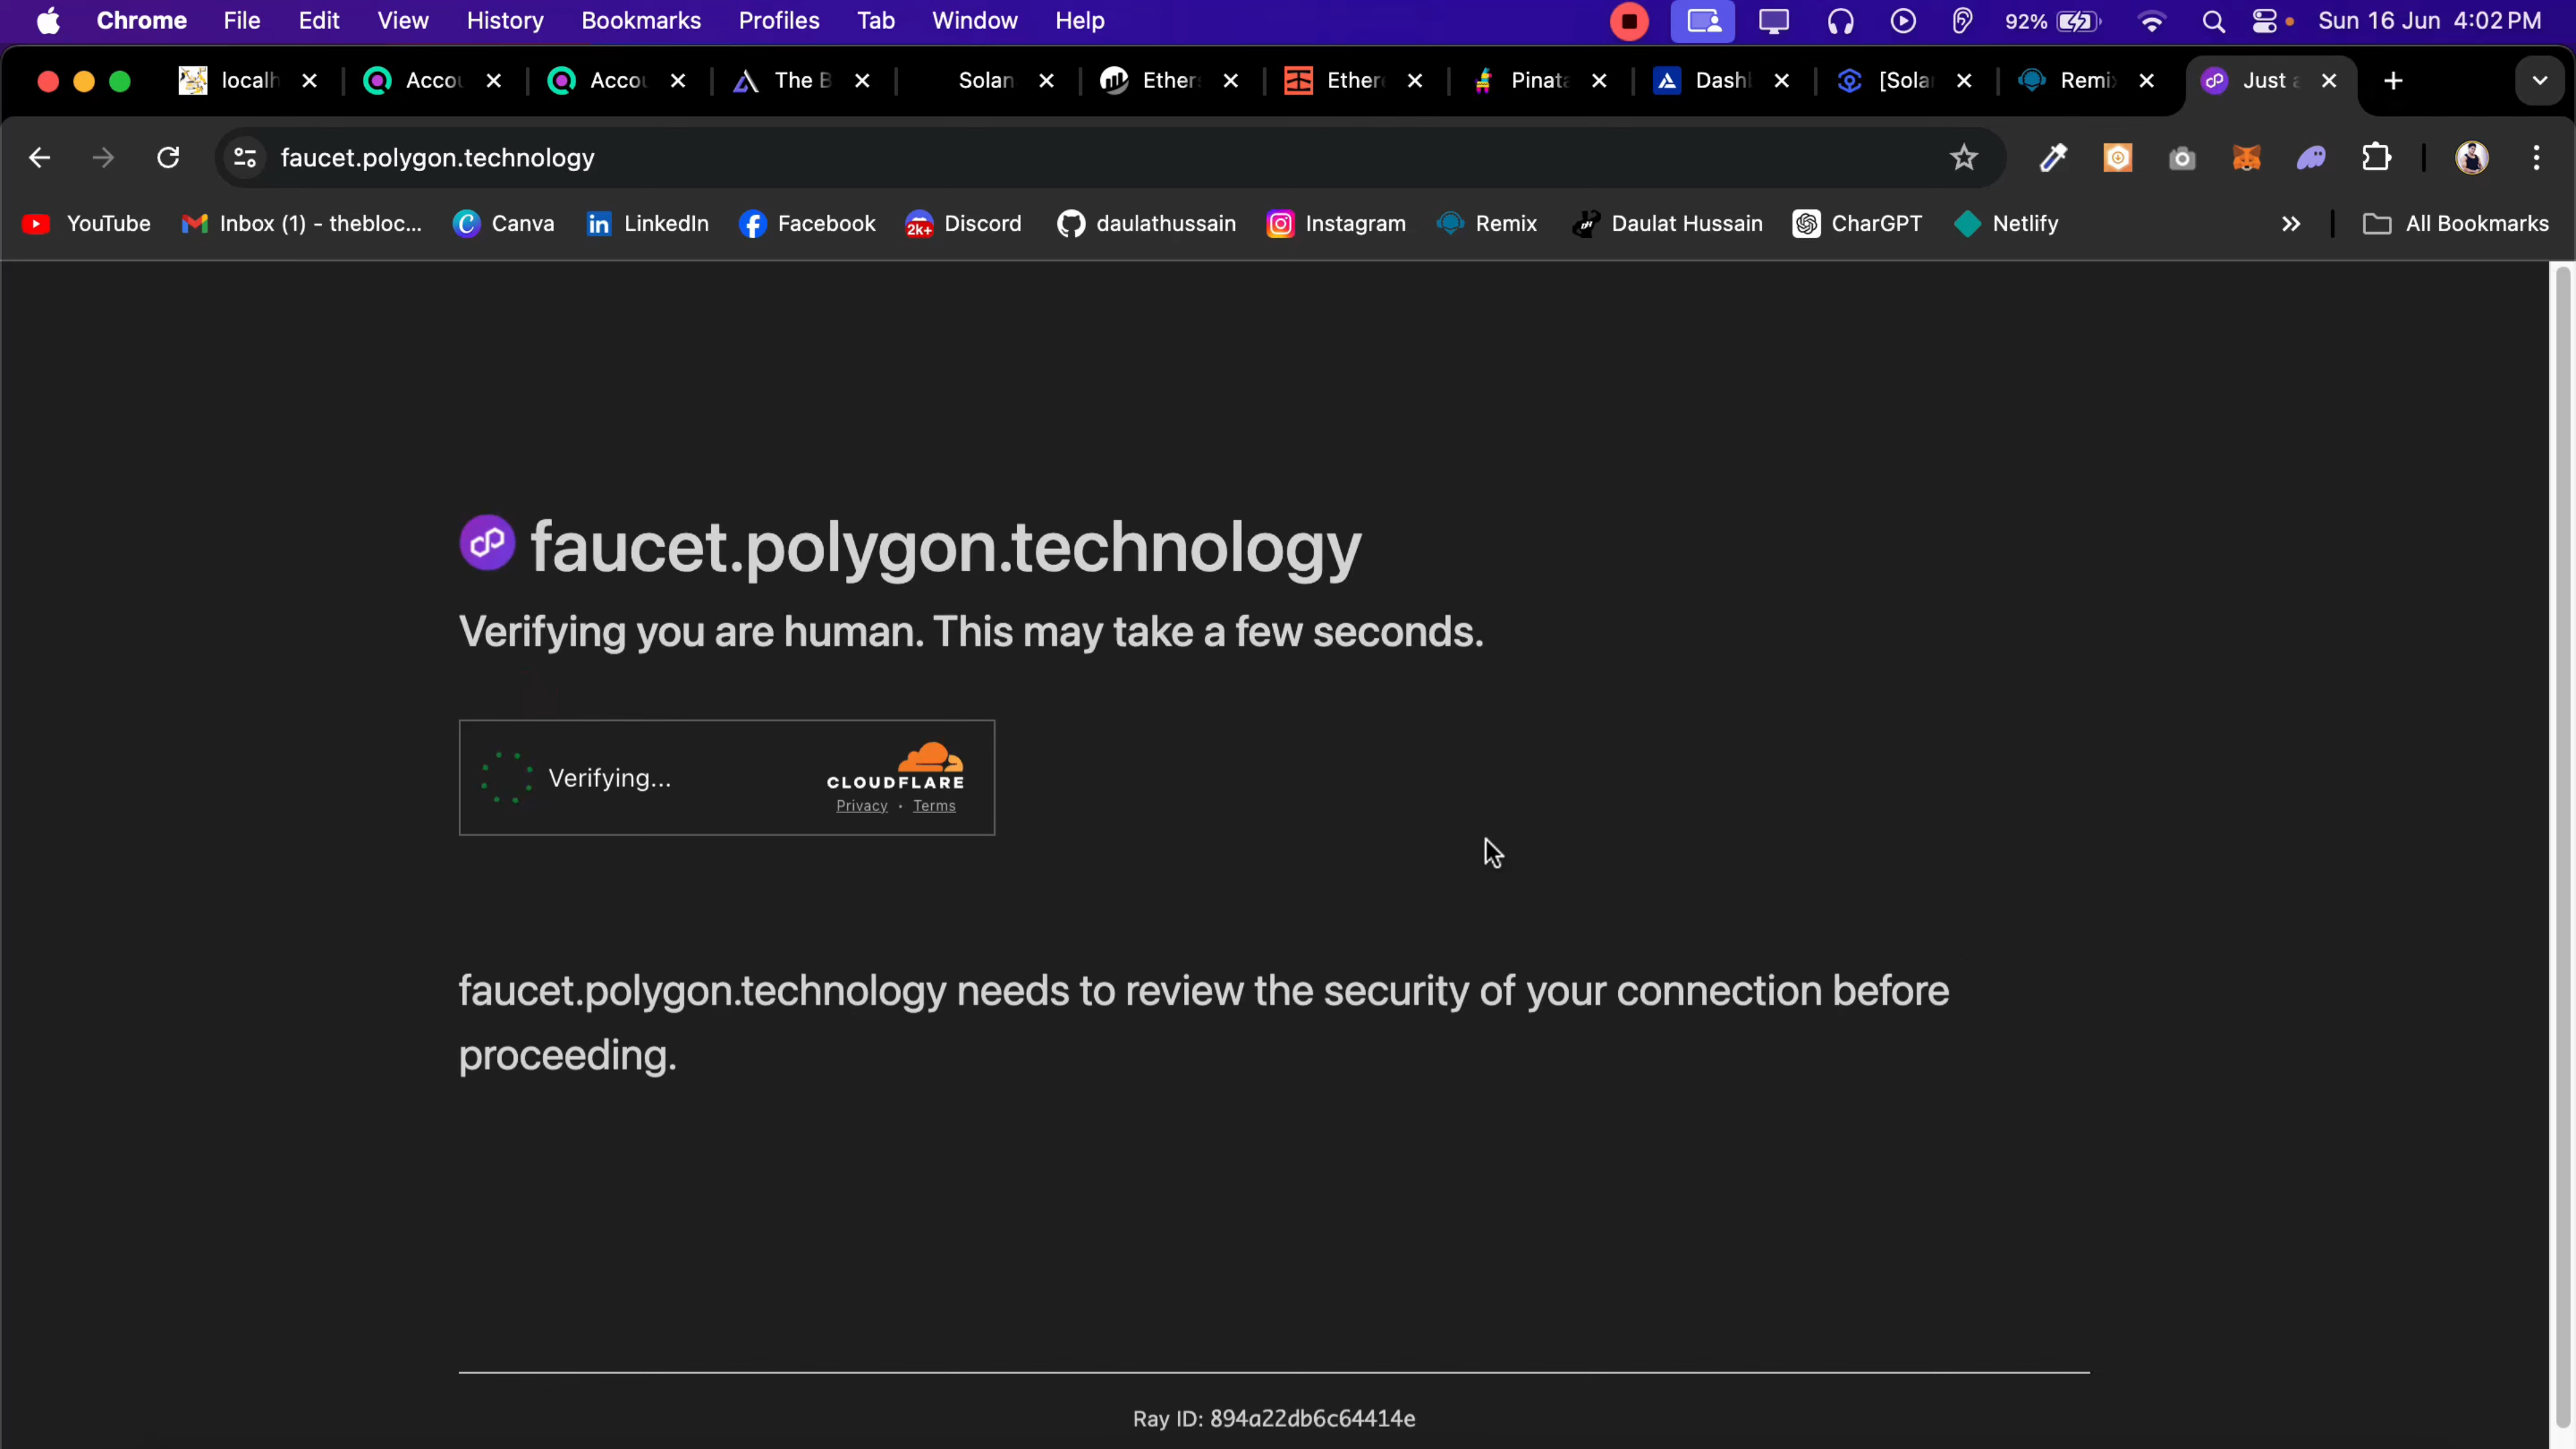 Chrome File Edit View History Bookmarks Profiles Tab Window Help 92% Sun 16 Jun 4:02 PM
localh Accou Accou The B Solan Ether Ether Pinata Dashl [Solar Remix Just a
faucet.polygon.technology
YouTube Inbox (1) - thebloc... Canva LinkedIn 2k+ Discord Facebook daulathussain Instagram Remix Daulat Hussain CharGPT Netlify All Bookmarks
faucet.polygon.technology
Verifying you are human. This may take a few seconds.
Verifying...
CLOUDFLARE
Privacy • Terms
faucet.polygon.technology needs to review the security of your connection before
proceeding.
Ray ID: 894a22db6c64414e